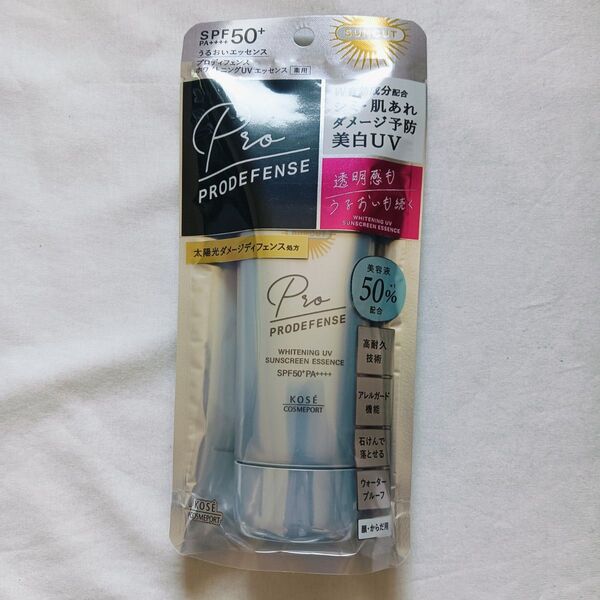 SPF50+
PA++++
うるおいエッセンス
プロディフェンス
ホワイトニングUV エッセンス 薬用
SUNCUT
成分配合
肌あれ
ダメージ予防
美白UV
Pro
PRODEFENSE
透明感も
うるおいも続く
WHITENING UV
SUNSCREEN ESSENCE
太陽光ダメージディフェンス処方
Pro
PRODEFENSE
WHITENING UV
SUNSCREEN ESSENCE
SPF50+PA++++
KOSÉ
COSMEPORT
美容液
50%
配合
高耐久
技術
アレルガード
機能
石けんで
落とせる
ウォーター
プルーフ
顔・からだ用
KOSÉ
COSMEPORT